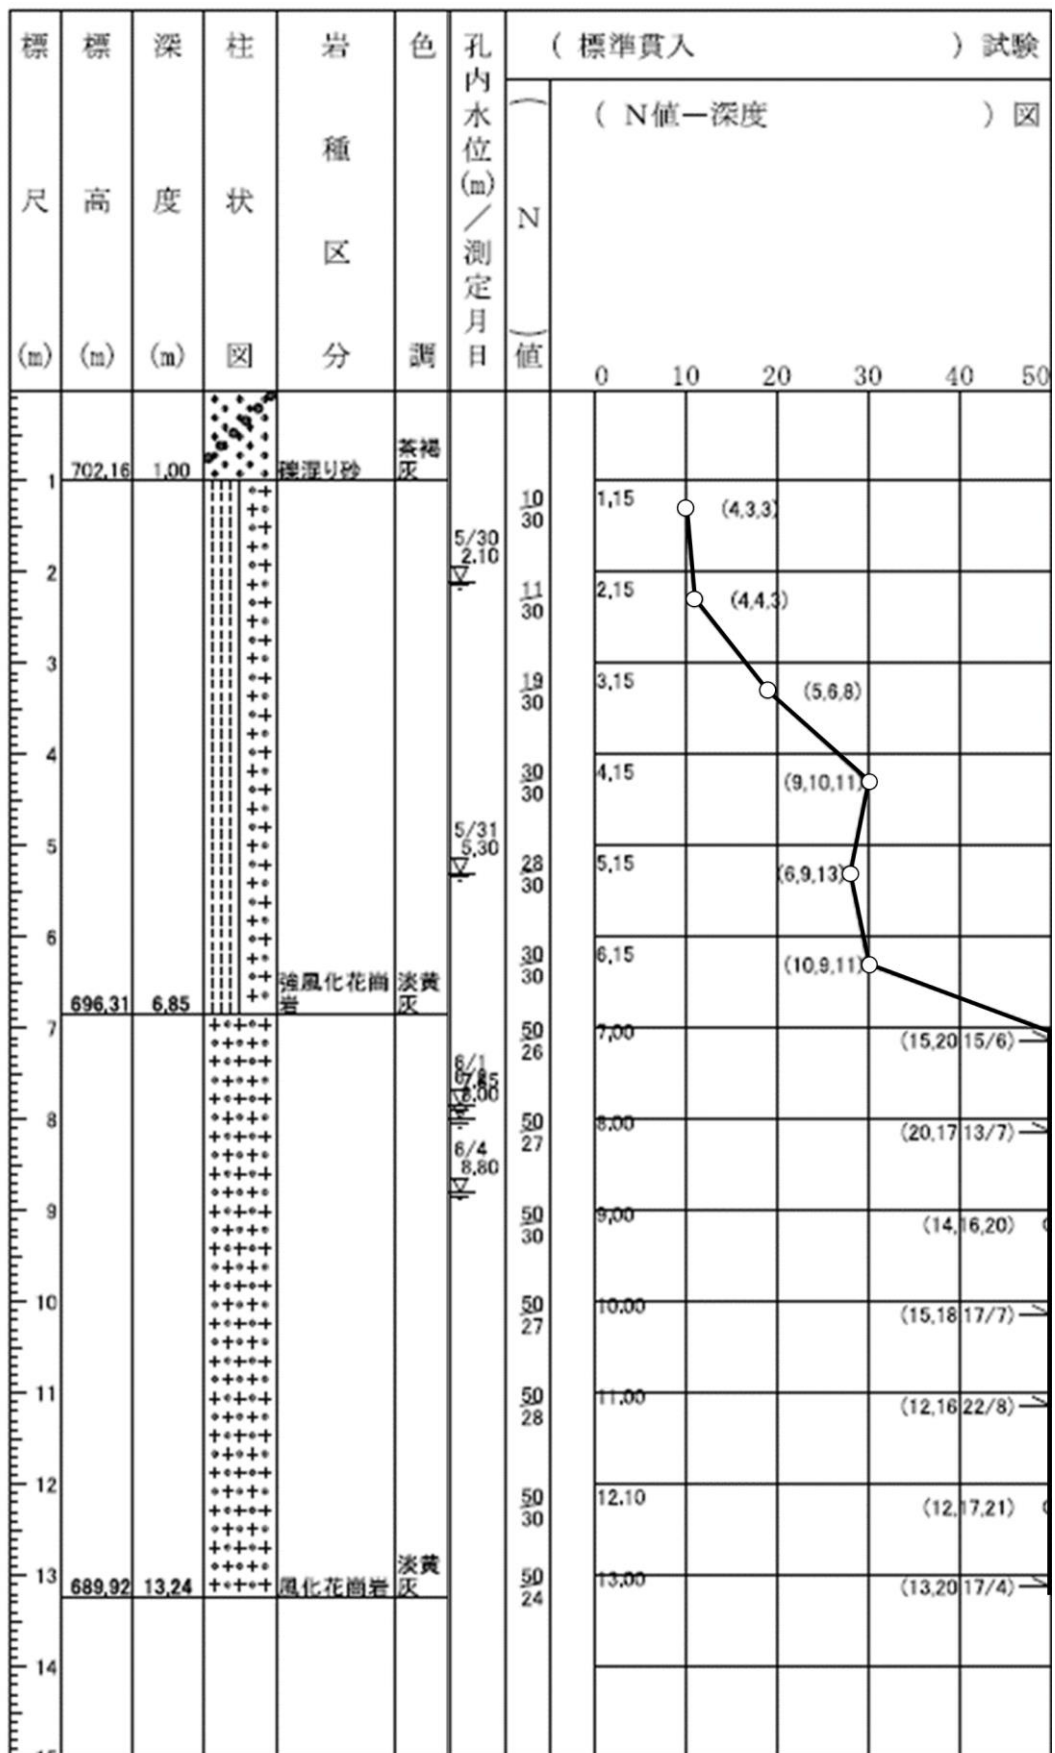 標尺(m)
標高(m)
深度(m)
柱状図
岩種区分
色調
孔内水位(m)／測定月日
(標準貫入)試験
(N)値
(N値－深度)図
0 10 20 30 40 50
702,16 1,00 礫混り砂 茶褐灰
1
10/30 1,15 (4,3,3)
5/30
2,10
2
11/30 2,15 (4,4,3)
3
19/30 3,15 (5,6,8)
4
30/30 4,15 (9,10,11)
5/31
5,30
5
28/30 5,15 (6,9,13)
6
30/30 6,15 (10,9,11)
696,31 6,85 強風化花崗岩 淡黄灰
7
50/26 7,00 (15,20 15/6)
6/1
8,00
8
50/27 8,00 (20,17 13/7)
6/4
8,80
9
50/30 9,00 (14,16,20)
10
50/27 10.00 (15,18 17/7)
11
50/28 11.00 (12,16 22/8)
12
50/30 12.10 (12,17,21)
13
50/24 13.00 (13,20 17/4)
689,92 13,24 風化花崗岩 淡黄灰
14